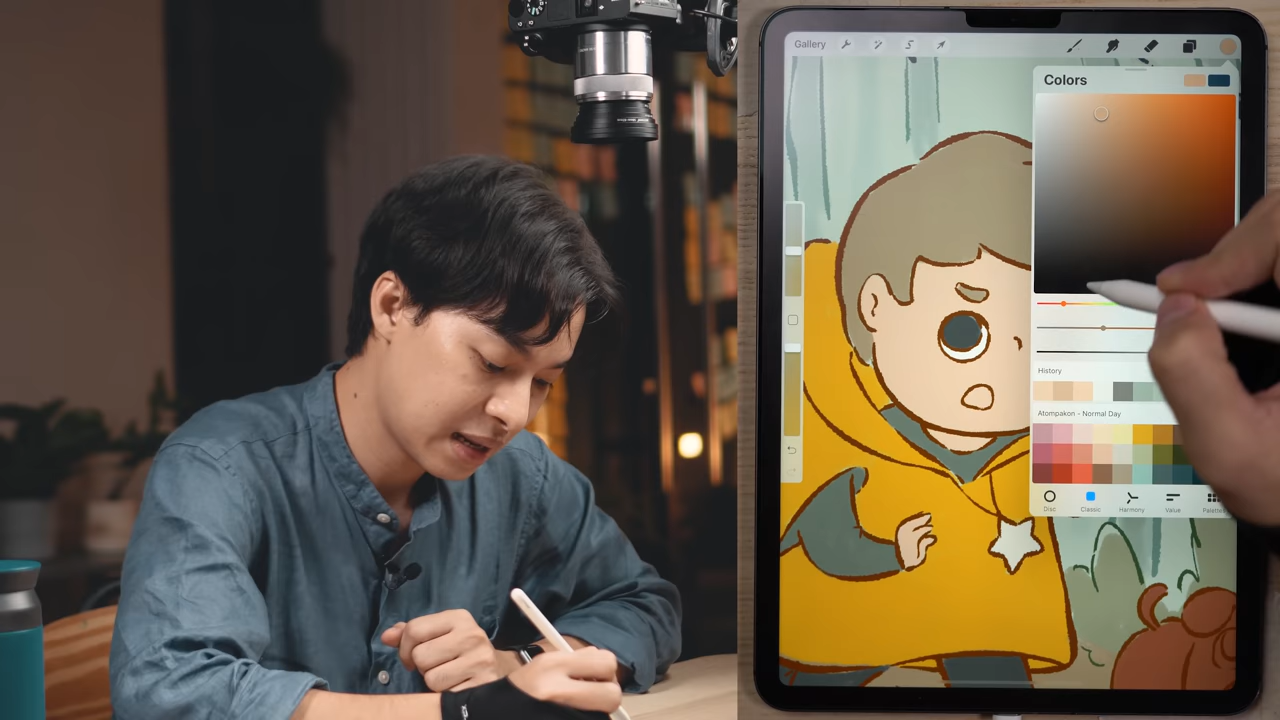 Gallery
Colors
History
Atompakon - Normal Day
Disc
Classic
Harmony
Value